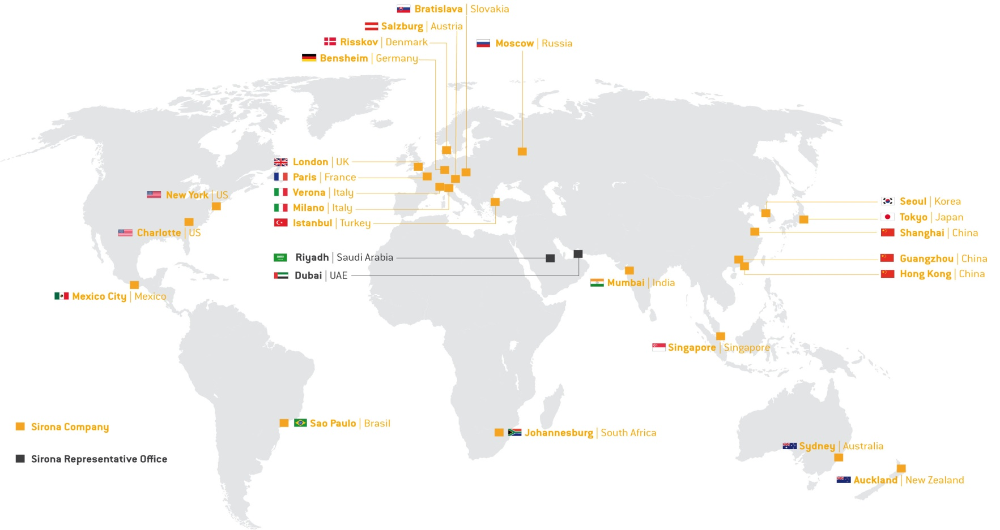 Bratislava | Slovakia
Salzburg | Austria
Risskov | Denmark
Moscow | Russia
Bensheim | Germany
London | UK
Paris | France
Verona | Italy
Milano | Italy
Istanbul | Turkey
New York | US
Charlotte | US
Seoul | Korea
Tokyo | Japan
Shanghai | China
Riyadh | Saudi Arabia
Dubai | UAE
Guangzhou | China
Hong Kong | China
Mumbai | India
Mexico City | Mexico
Singapore | Singapore
Sao Paulo | Brasil
Johannesburg | South Africa
Sydney | Australia
Auckland | New Zealand
Sirona Company
Sirona Representative Office